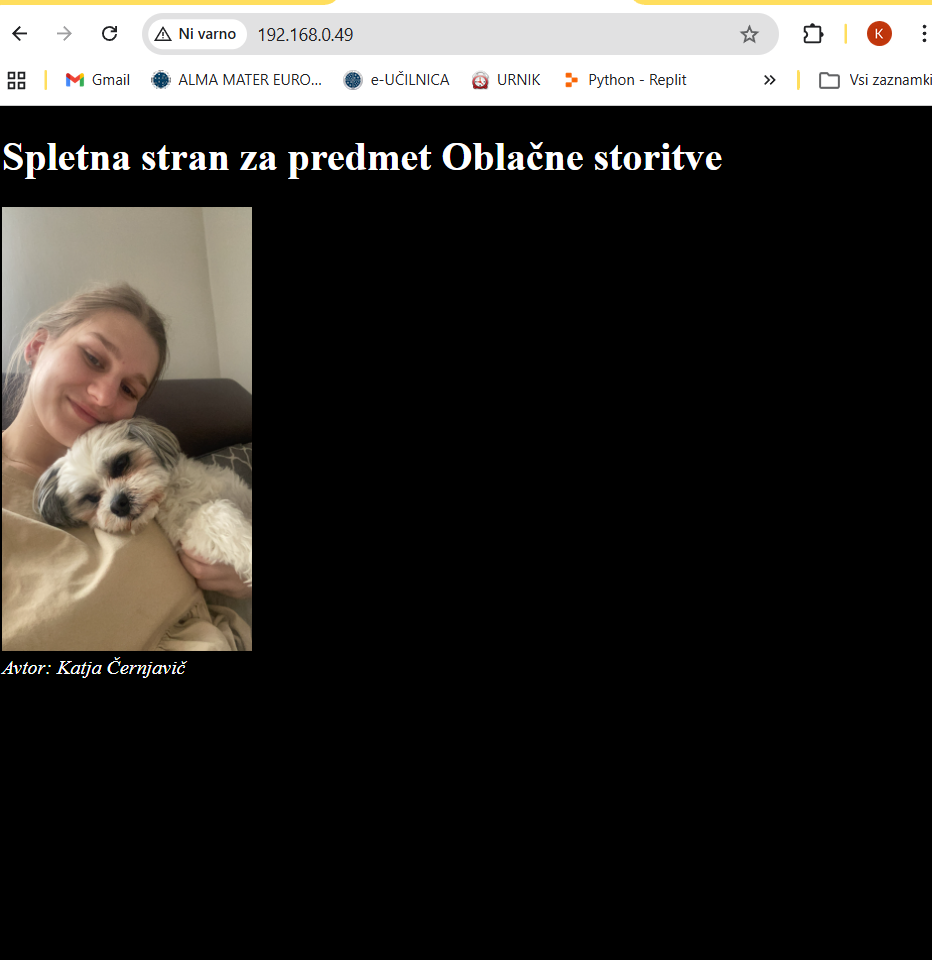 Ni varno 192.168.0.49 K
Gmail ALMA MATER EURO... e-UČILNICA URNIK Python - Replit Vsi zaznamki
Spletna stran za predmet Oblačne storitve
Avtor: Katja Černjavič